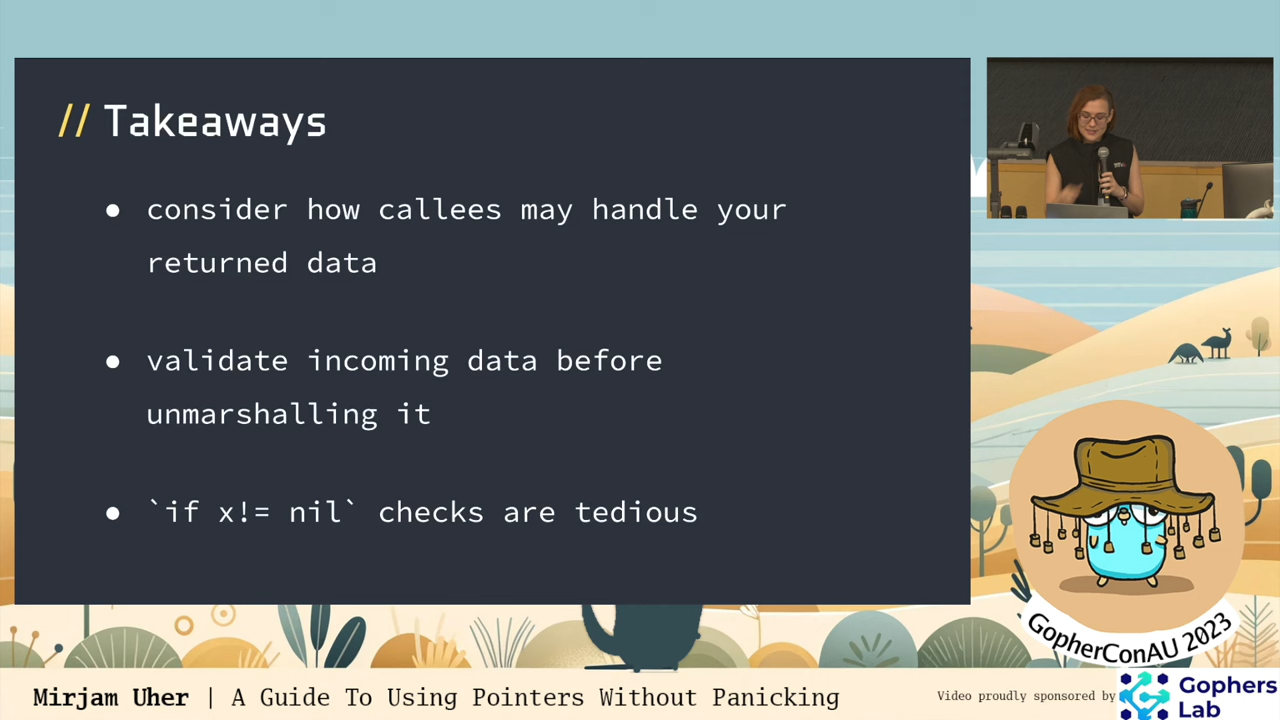 // Takeaways
● consider how callees may handle your
returned data
● validate incoming data before
unmarshalling it
● `if x!= nil` checks are tedious
GopherConAU 2023
Mirjam Uher | A Guide To Using Pointers Without Panicking
Video proudly sponsored by
Gophers
Lab